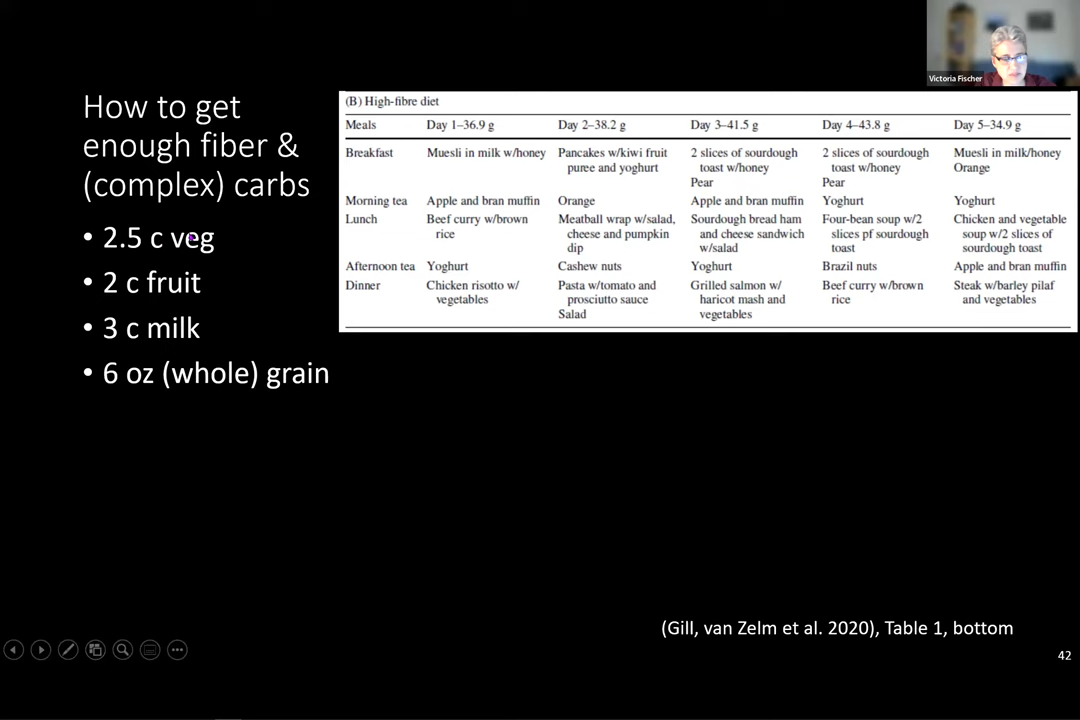 Victoria Fischer
How to get
enough fiber &
(complex) carbs
• 2.5 c veg
• 2 c fruit
• 3 c milk
• 6 oz (whole) grain
(B) High-fibre diet
Meals Day 1–36.9 g Day 2–38.2 g Day 3–41.5 g Day 4–43.8 g Day 5–34.9 g
Breakfast Muesli in milk w/honey Pancakes w/kiwi fruit 2 slices of sourdough 2 slices of sourdough Muesli in milk/honey
puree and yoghurt toast w/honey toast w/honey Orange
Pear Pear
Morning tea Apple and bran muffin Orange Apple and bran muffin Yoghurt Yoghurt
Lunch Beef curry w/brown Meatball wrap w/salad, Sourdough bread ham Four-bean soup w/2 Chicken and vegetable
rice cheese and pumpkin and cheese sandwich slices pf sourdough soup w/2 slices of
dip w/salad toast sourdough toast
Afternoon tea Yoghurt Cashew nuts Yoghurt Brazil nuts Apple and bran muffin
Dinner Chicken risotto w/ Pasta w/tomato and Grilled salmon w/ Beef curry w/brown Steak w/barley pilaf
vegetables prosciutto sauce haricot mash and rice and vegetables
Salad vegetables
(Gill, van Zelm et al. 2020), Table 1, bottom
42